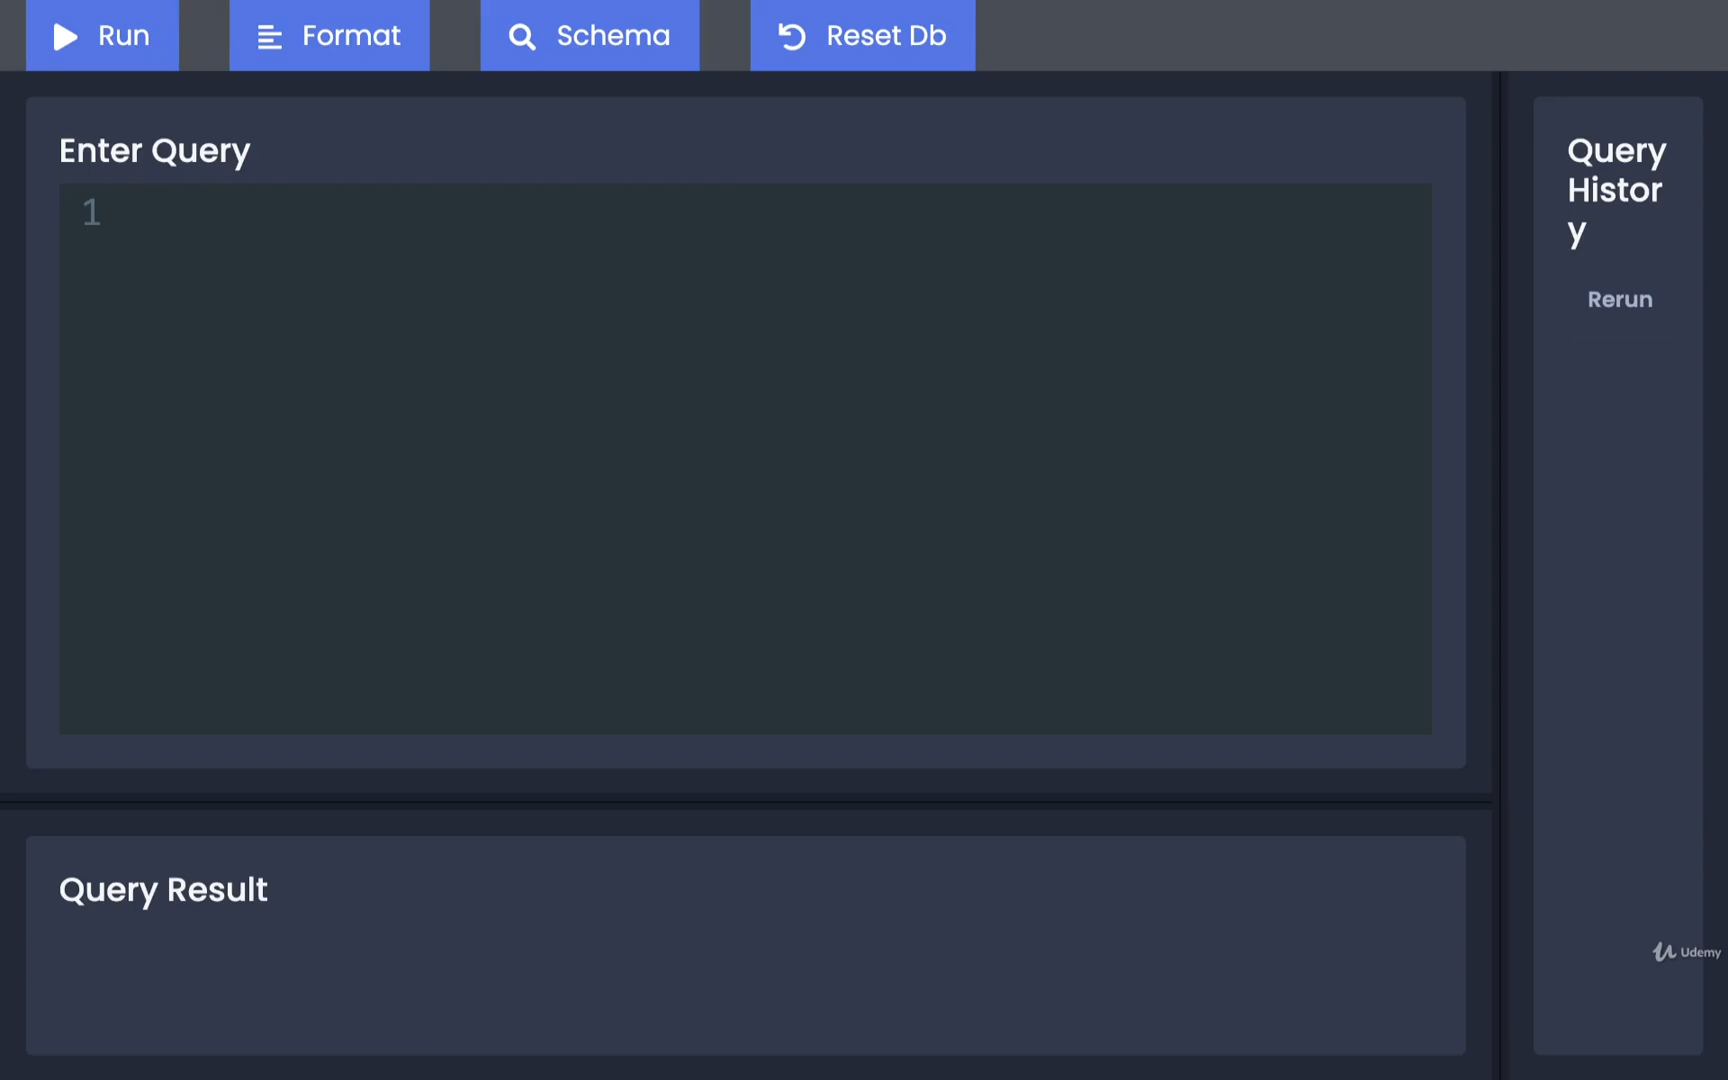 Run
Format
Schema
Reset Db
Enter Query
1
Query Result
Query
Histor
y
Rerun
Udemy